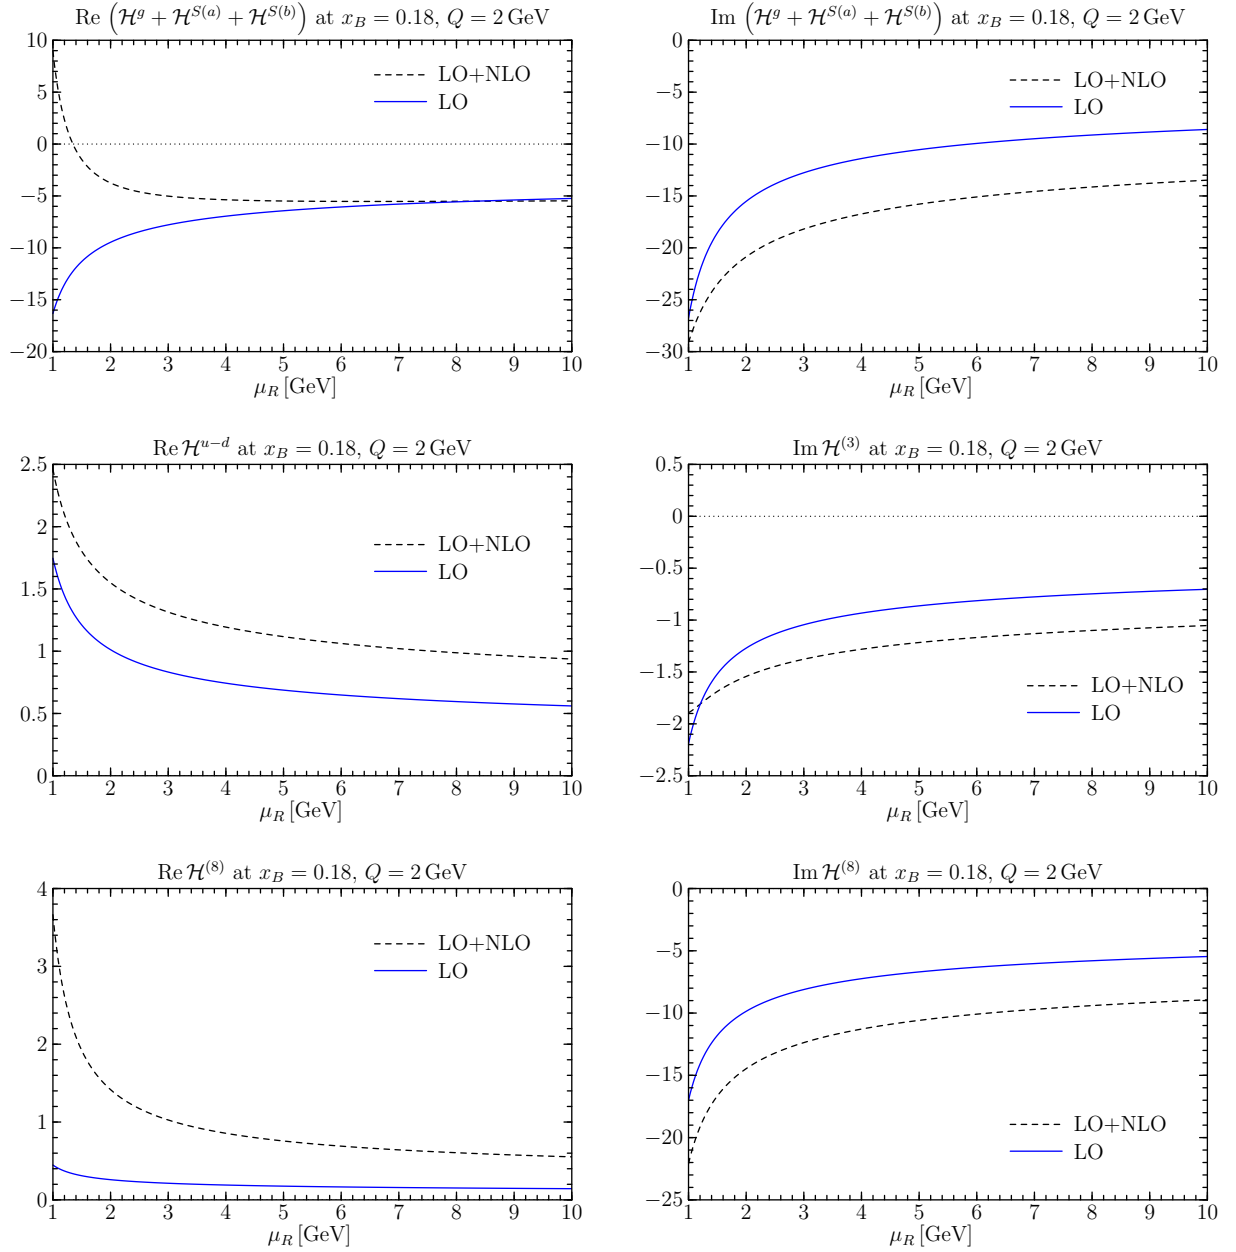 Re (ℋ^g + ℋ^{S(a)} + ℋ^{S(b)}) at x_B = 0.18, Q = 2 GeV
10
5
0
−5
−10
−15
−20
LO+NLO
LO
1 2 3 4 5 6 7 8 9 10
μ_R [GeV]
Im (ℋ^g + ℋ^{S(a)} + ℋ^{S(b)}) at x_B = 0.18, Q = 2 GeV
0
−5
−10
−15
−20
−25
−30
LO+NLO
LO
1 2 3 4 5 6 7 8 9 10
μ_R [GeV]
Re ℋ^{u−d} at x_B = 0.18, Q = 2 GeV
2.5
2
1.5
1
0.5
0
LO+NLO
LO
1 2 3 4 5 6 7 8 9 10
μ_R [GeV]
Im ℋ^{(3)} at x_B = 0.18, Q = 2 GeV
0.5
0
−0.5
−1
−1.5
−2
−2.5
LO+NLO
LO
1 2 3 4 5 6 7 8 9 10
μ_R [GeV]
Re ℋ^{(8)} at x_B = 0.18, Q = 2 GeV
4
3
2
1
0
LO+NLO
LO
1 2 3 4 5 6 7 8 9 10
μ_R [GeV]
Im ℋ^{(8)} at x_B = 0.18, Q = 2 GeV
0
−5
−10
−15
−20
−25
LO+NLO
LO
1 2 3 4 5 6 7 8 9 10
μ_R [GeV]